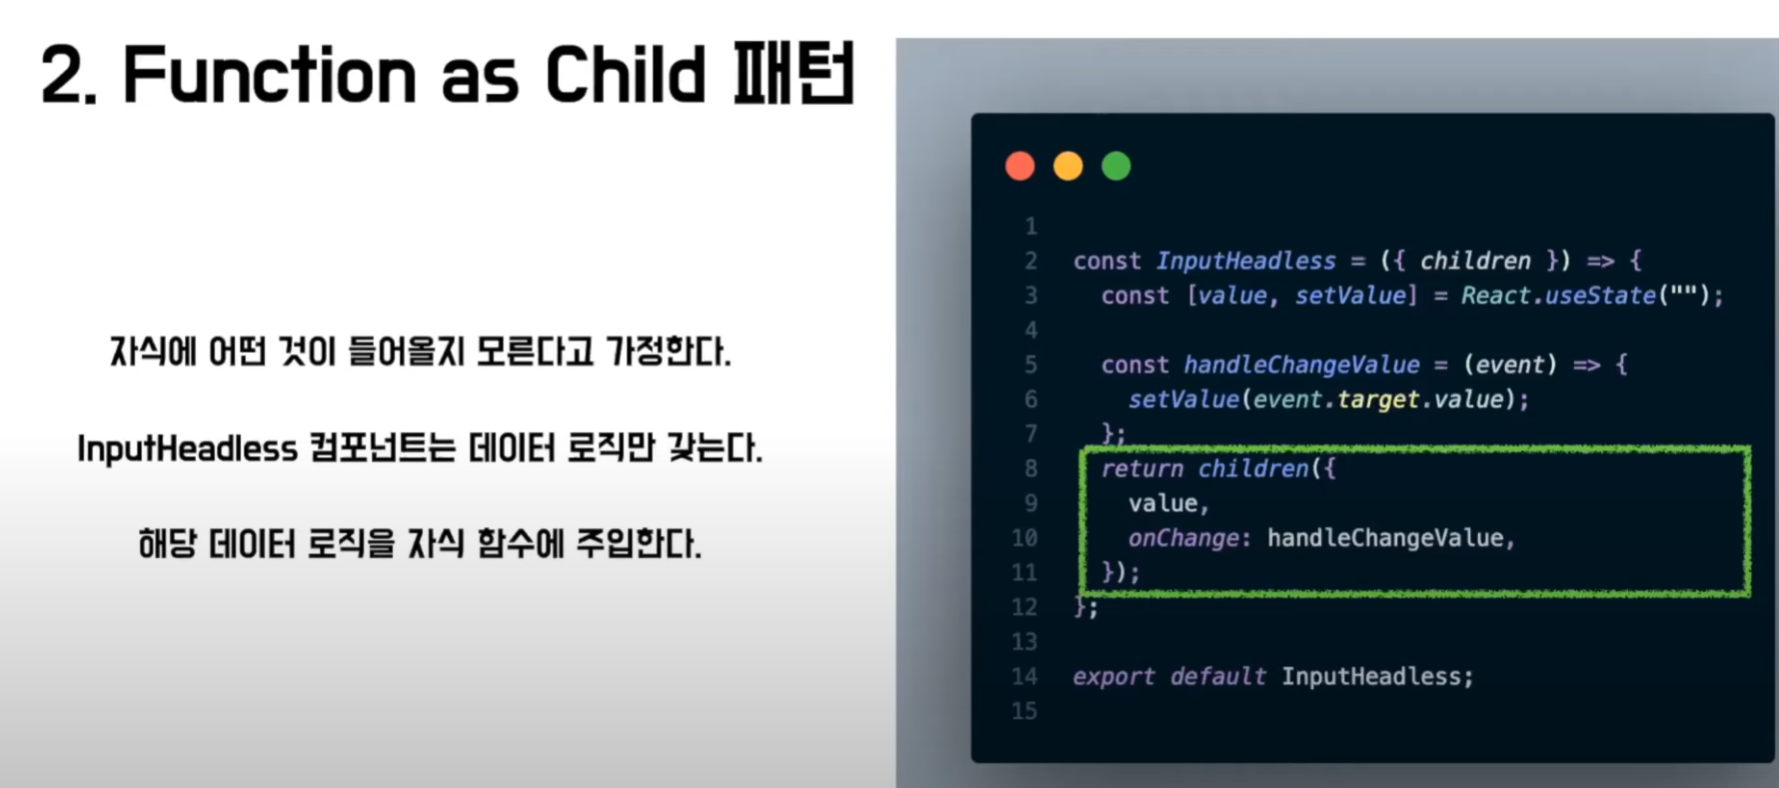 2. Function as Child 패턴
자식에 어떤 것이 들어올지 모른다고 가정한다.
InputHeadless 컴포넌트는 데이터 로직만 갖는다.
해당 데이터 로직을 자식 함수에 주입한다.
1
2 const InputHeadless = ({ children }) => {
3 const [value, setValue] = React.useState("");
4
5 const handleChangeValue = (event) => {
6 setValue(event.target.value);
7 };
8 return children({
9 value,
10 onChange: handleChangeValue,
11 });
12 };
13
14 export default InputHeadless;
15